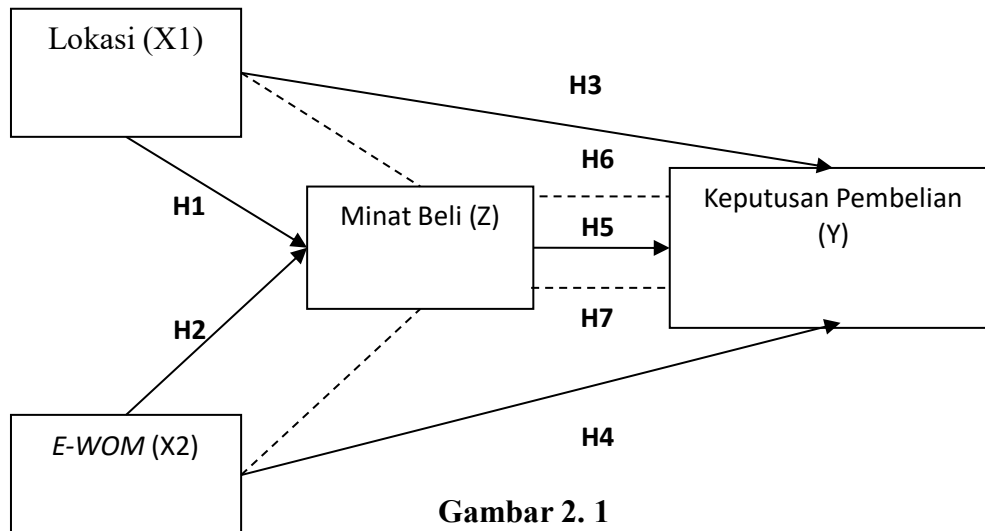 Lokasi (X1)
H3
H6
H1
Minat Beli (Z)
Keputusan Pembelian
(Y)
H5
H7
H2
E-WOM (X2)
H4
Gambar 2. 1